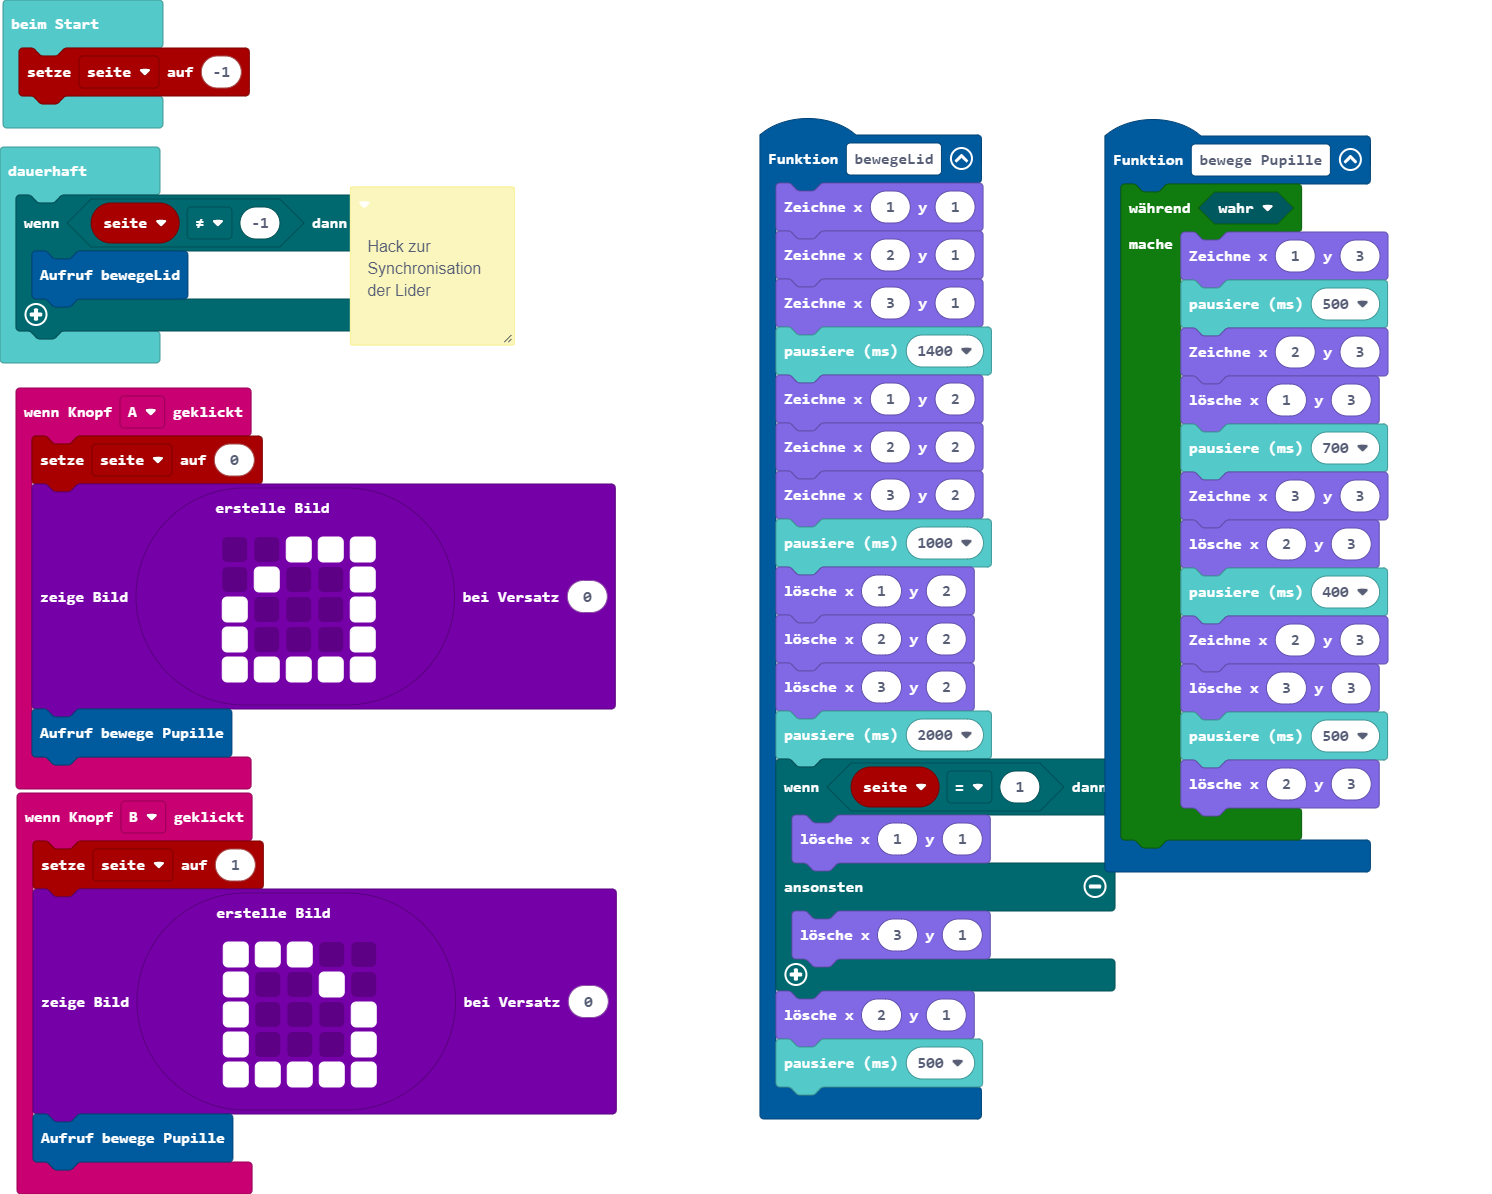 beim Start
setze seite auf -1
dauerhaft
wenn seite ≠ -1 dann
Aufruf bewegeLid
Hack zur
Synchronisation
der Lider
wenn Knopf A geklickt
setze seite auf 0
erstelle Bild
zeige Bild bei Versatz 0
Aufruf bewege Pupille
wenn Knopf B geklickt
setze seite auf 1
erstelle Bild
zeige Bild bei Versatz 0
Aufruf bewege Pupille
Funktion bewegeLid
Zeichne x 1 y 1
Zeichne x 2 y 1
Zeichne x 3 y 1
pausiere (ms) 1400
Zeichne x 1 y 2
Zeichne x 2 y 2
Zeichne x 3 y 2
pausiere (ms) 1000
lösche x 1 y 2
lösche x 2 y 2
lösche x 3 y 2
pausiere (ms) 2000
wenn seite = 1 dann
lösche x 1 y 1
ansonsten
lösche x 3 y 1
lösche x 2 y 1
pausiere (ms) 500
Funktion bewege Pupille
während wahr
mache
Zeichne x 1 y 3
pausiere (ms) 500
Zeichne x 2 y 3
lösche x 1 y 3
pausiere (ms) 700
Zeichne x 3 y 3
lösche x 2 y 3
pausiere (ms) 400
Zeichne x 2 y 3
lösche x 3 y 3
pausiere (ms) 500
lösche x 2 y 3